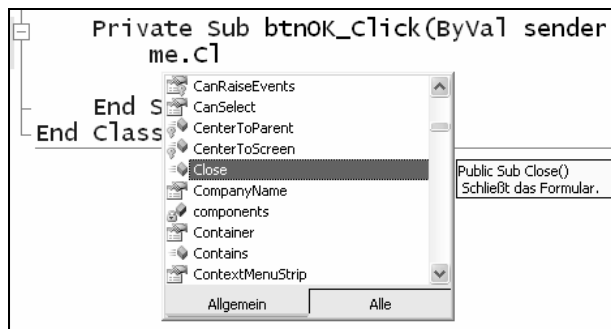 Private Sub btnOK_Click(ByVal sender
me.Cl
CanRaiseEvents
CanSelect
End S
CenterToParent
End Class
CenterToScreen
Close
Public Sub Close()
Schließt das Formular.
CompanyName
components
Container
Contains
ContextMenuStrip
Allgemein
Alle